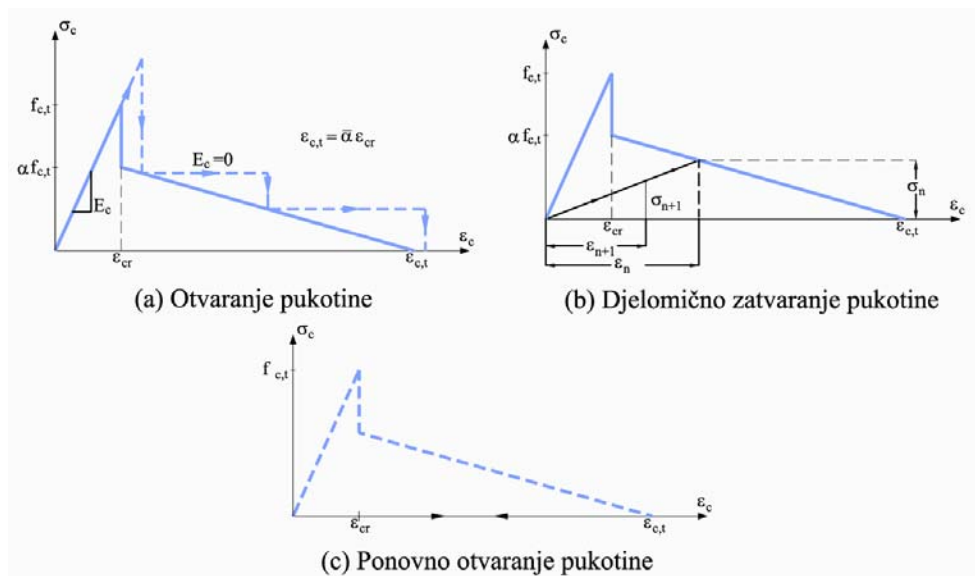 σc
fc,t
αfc,t
Ec
Ec=0
εc,t = ᾱ εcr
εcr
εc,t
εc
(a) Otvaranje pukotine
σc
fc,t
α fc,t
σn+1
σn
εcr
εc,t
εc
εn+1
εn
(b) Djelomično zatvaranje pukotine
σc
f c,t
εcr
εc,t
εc
(c) Ponovno otvaranje pukotine